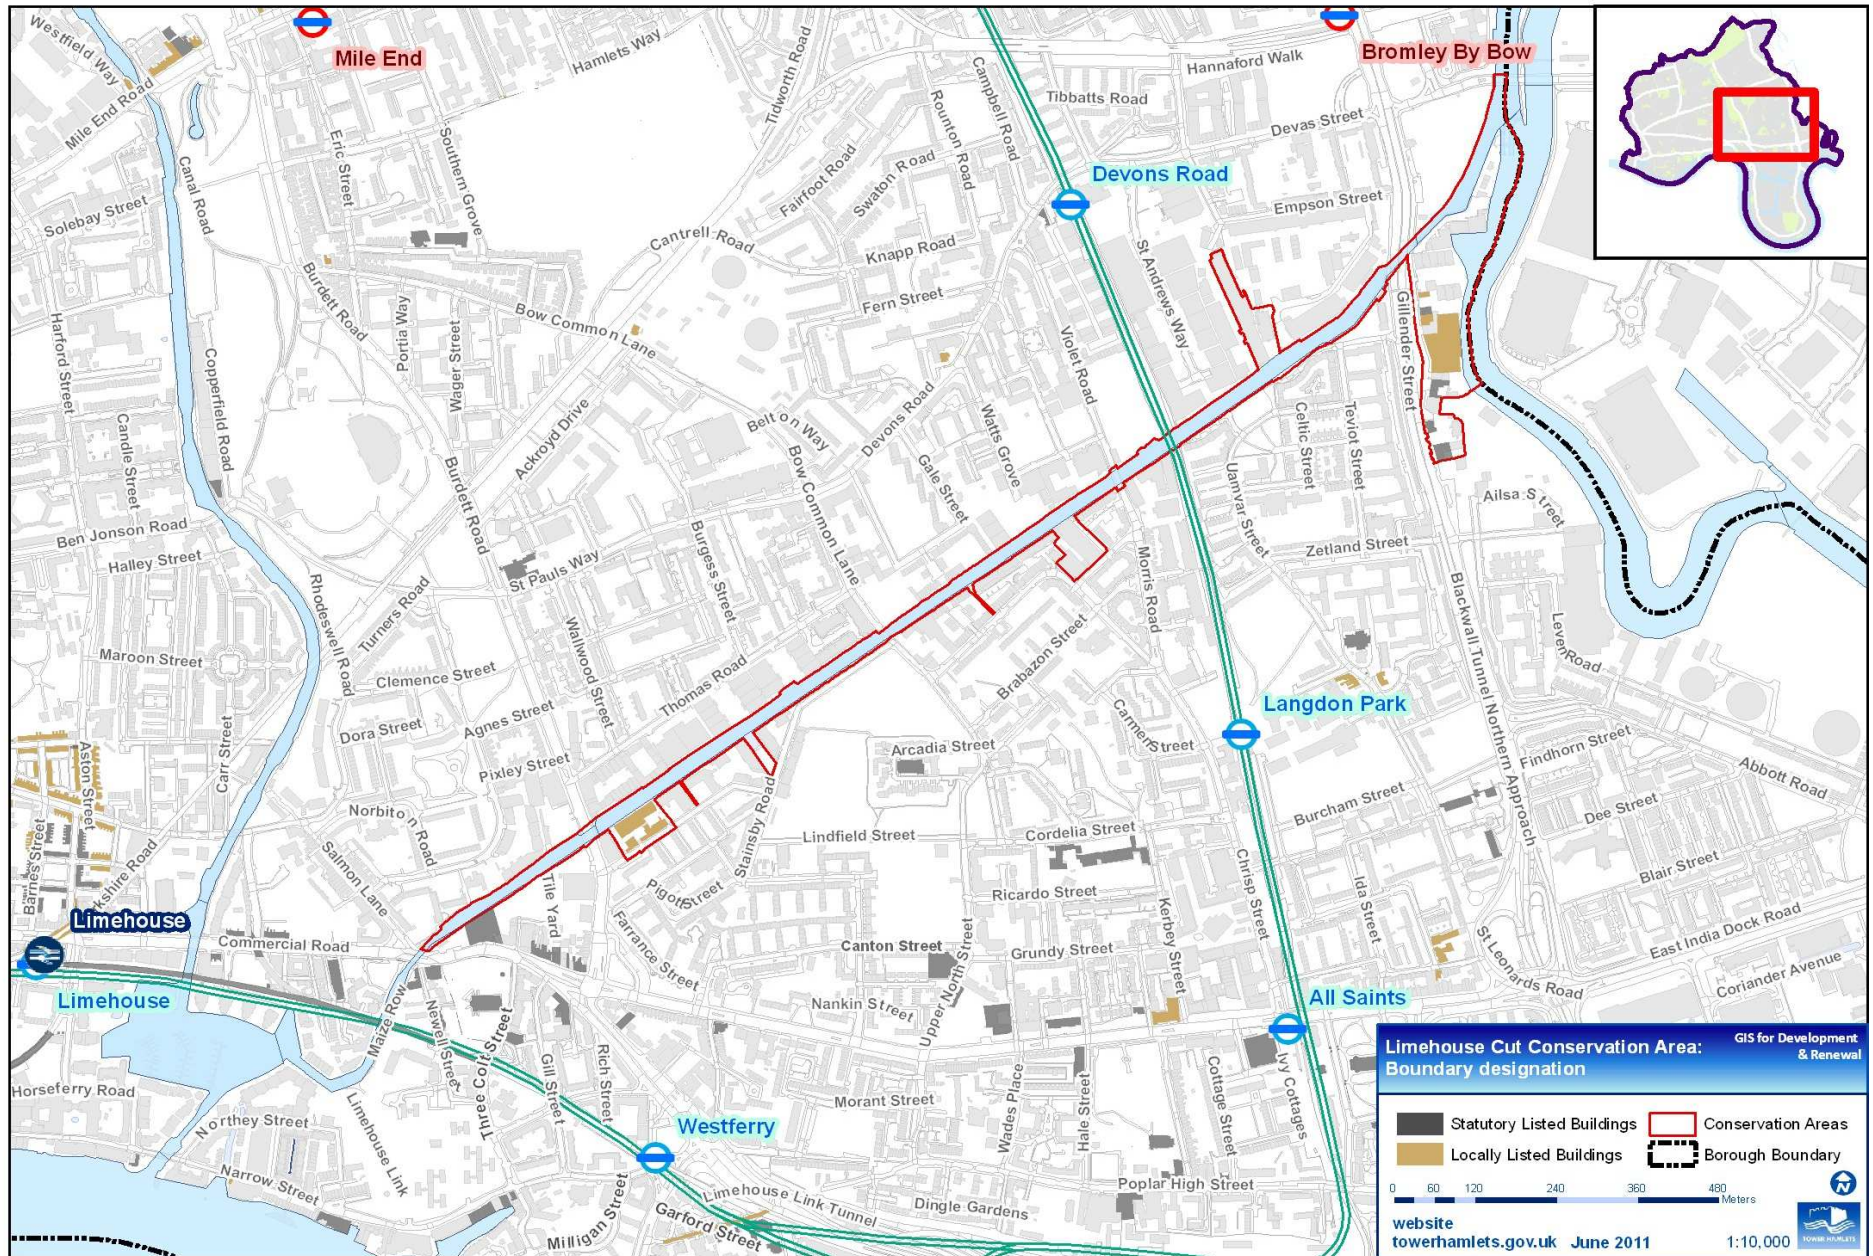 Westfield Way
Mile End
Mile End Road
Hamlets Way
Tidworth Road
Campbell Road
Hannaford Walk
Bromley By Bow
Tibbatts Road
Rounton Road
Devas Street
Canal Road
Eric Street
Southern Grove
Fairfoot Road
Swaton Road
Devons Road
Solebay Street
Empson Street
Cantrell Road
Knapp Road
St Andrews Way
Burdett Road
Fern Street
Bow Common Lane
Portia Way
Wager Street
Harford Street
Copperfield Road
Violet Road
Gillender Street
Candle Street
Ackroyd Drive
Belton Way
Devons Road
Watts Grove
Celtic Street
Teviot Street
Burdett Road
Bow Common Lane
Gale Street
Uamvar Street
Ailsa Street
Ben Jonson Road
Halley Street
St Pauls Way
Burgess Street
Zetland Street
Morris Road
Rhodeswell Road
Turners Road
Wallwood Street
Brabazon Street
Blackwall Tunnel Northern Approach
Leven Road
Maroon Street
Clemence Street
Thomas Road
Langdon Park
Carmen Street
Dora Street
Agnes Street
Arcadia Street
Findhorn Street
Abbott Road
Carr Street
Aston Street
Pixley Street
Stainsby Road
Burcham Street
Dee Street
Norbiton Road
Lindfield Street
Cordelia Street
Barnes Street
Yorkshire Road
Salmon Lane
Blair Street
Tile Yard
Pigott Street
Ricardo Street
Chrisp Street
Ida Street
Limehouse
Commercial Road
Farrance Street
Canton Street
Grundy Street
Kerbey Street
St Leonards Road
East India Dock Road
Coriander Avenue
Limehouse
Maize Row
Newell Street
Three Colt Street
Nankin Street
Upper North Street
All Saints
Horseferry Road
Gill Street
Rich Street
Morant Street
Wades Place
Hale Street
Cottage Street
Ivy Cottages
Northey Street
Limehouse Link
Westferry
Narrow Street
Milligan Street
Garford Street
Limehouse Link Tunnel
Dingle Gardens
Poplar High Street
Limehouse Cut Conservation Area:
Boundary designation
GIS for Development
& Renewal
Statutory Listed Buildings
Conservation Areas
Locally Listed Buildings
Borough Boundary
0 60 120 240 360 480
Meters
N
website
towerhamlets.gov.uk June 2011 1:10,000
TOWER HAMLETS